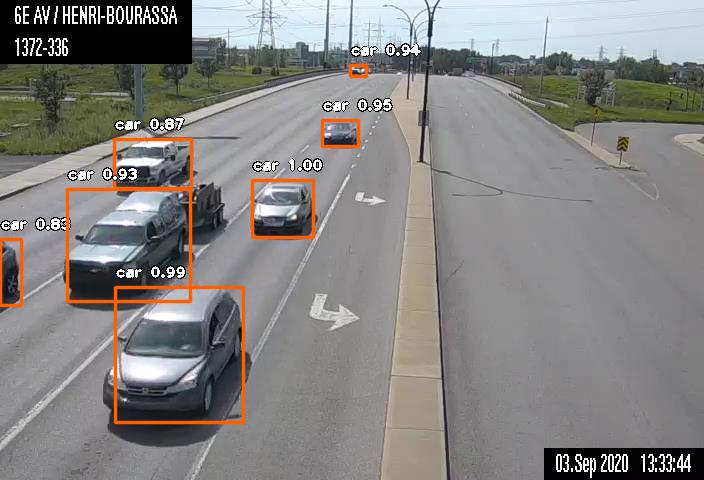 6E AV / HENRI-BOURASSA
1372-336
car 0.94
car 0.95
car 0.87
car 1.00
car 0.93
car 0.83
car 0.99
03.Sep 2020 13:33:44